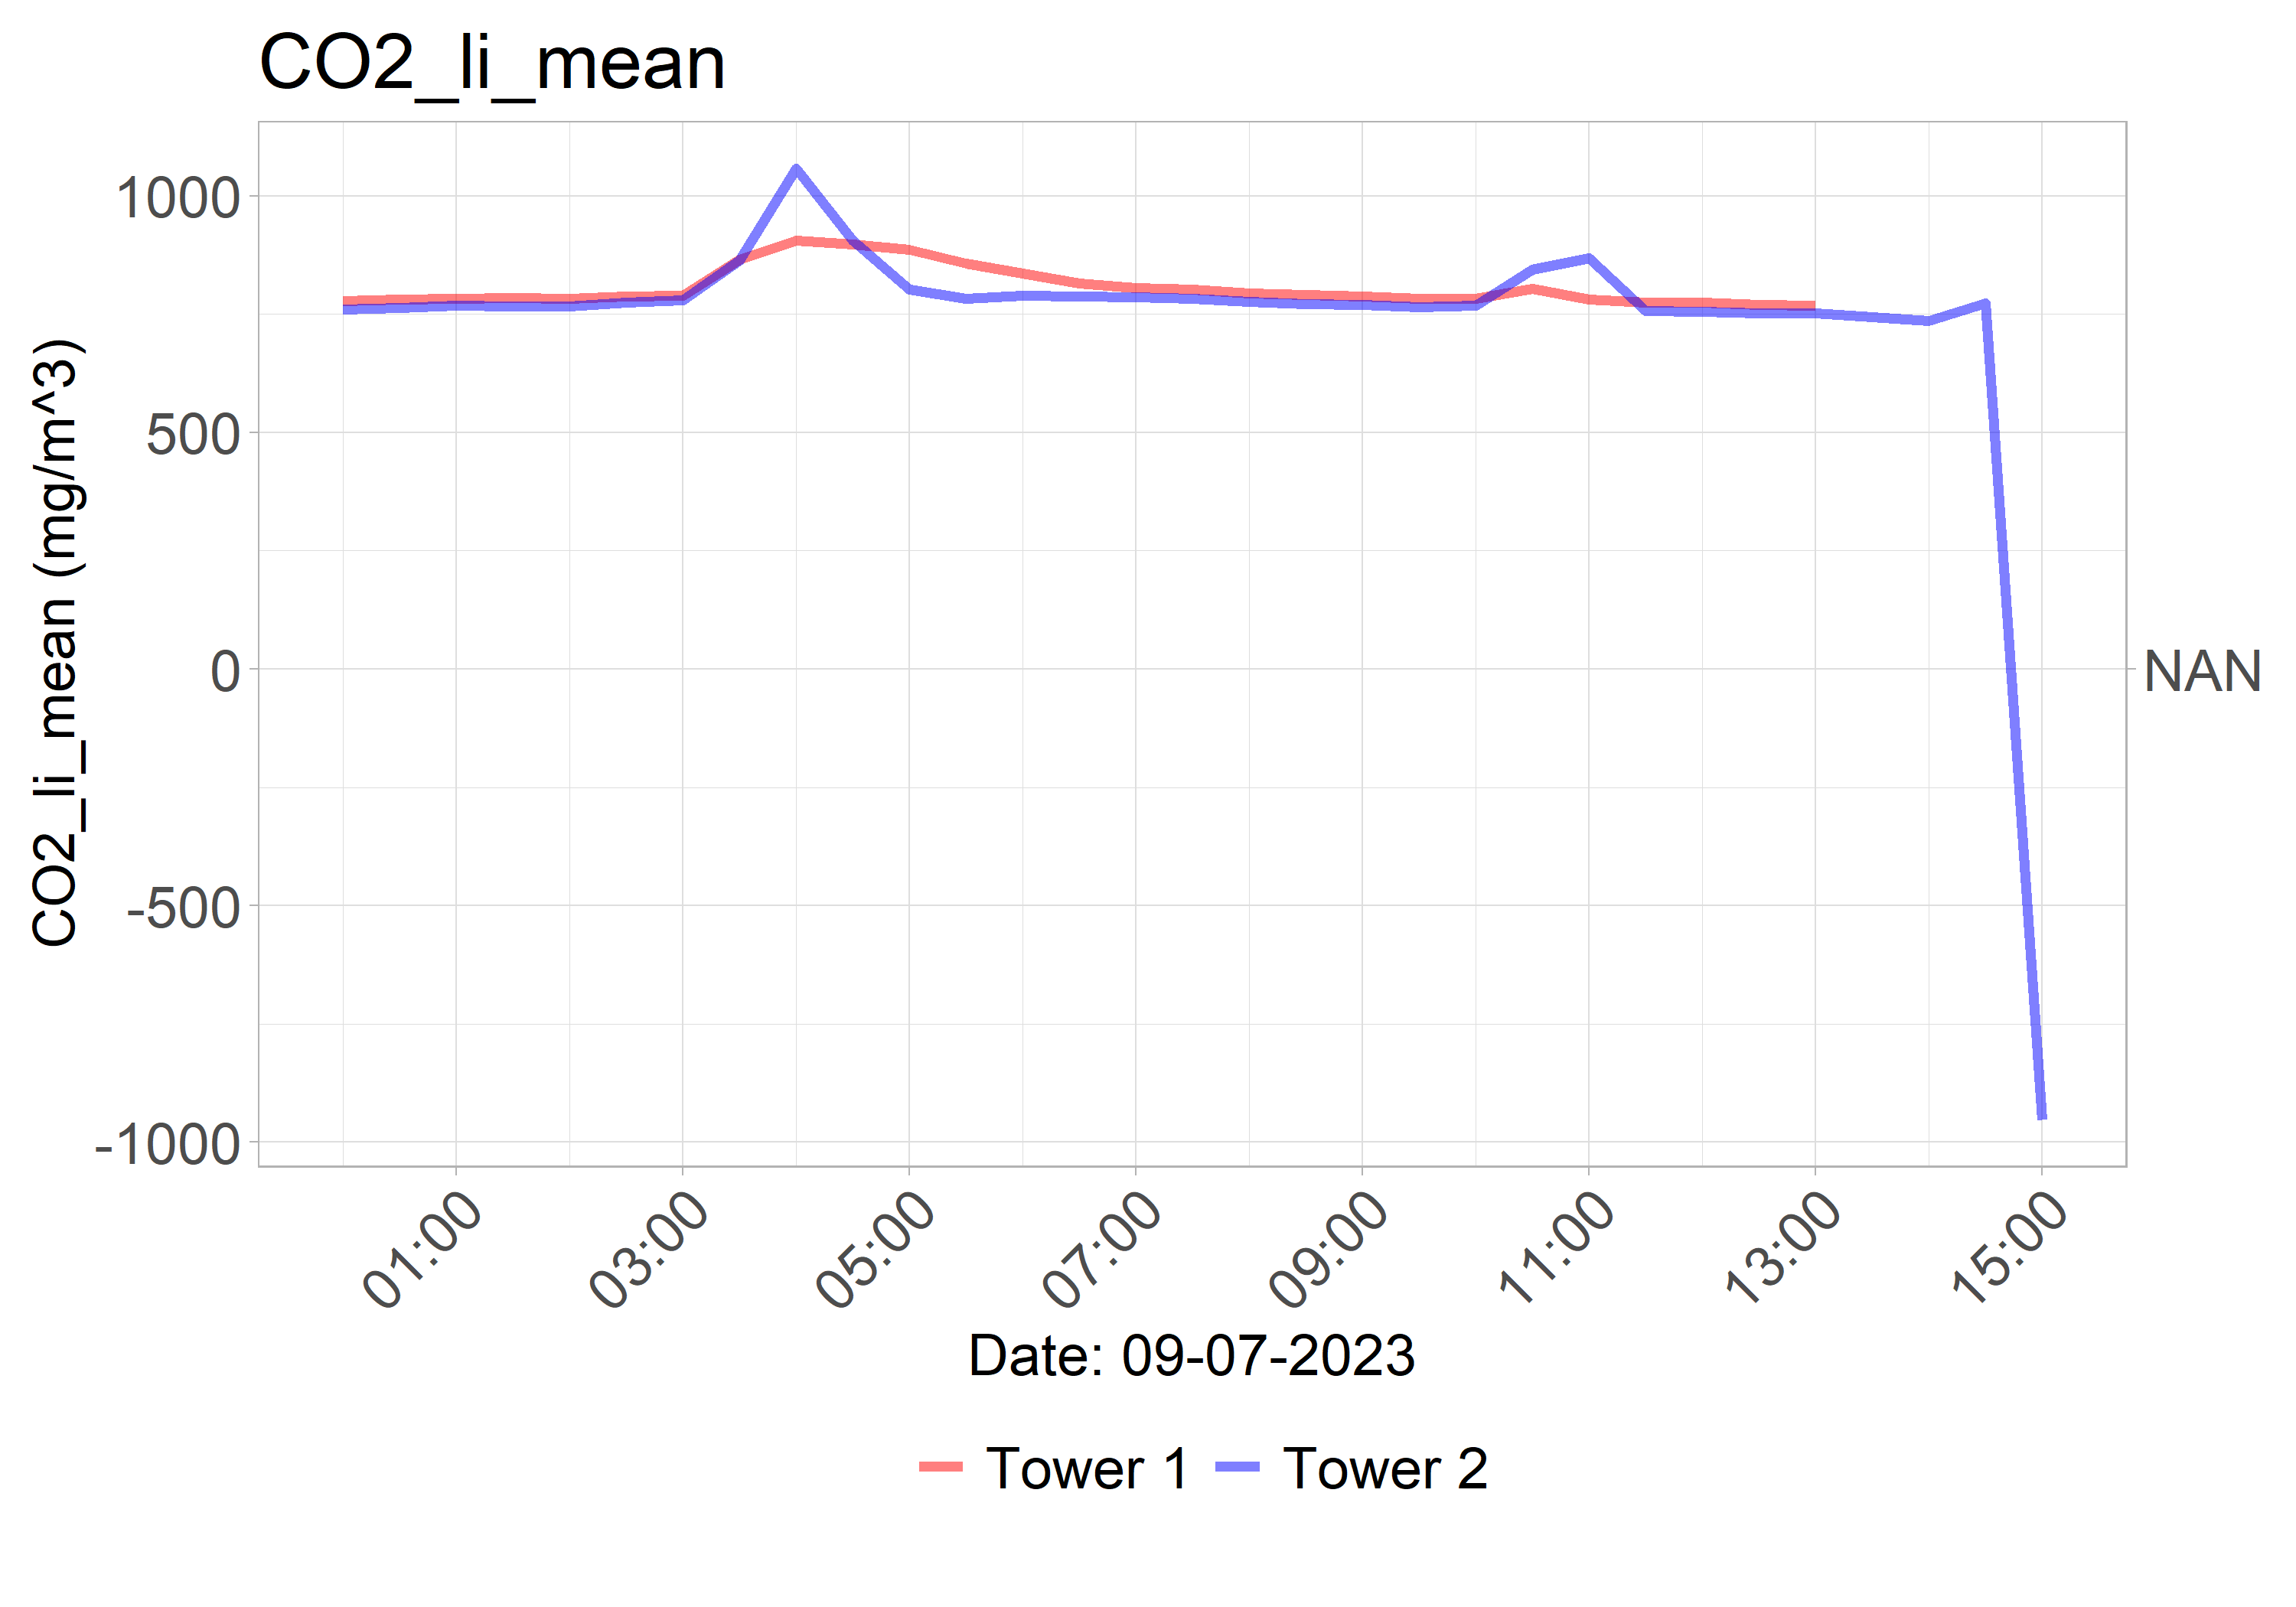 CO2_li_mean
CO2_li_mean (mg/m^3)
1000
500
0
-500
-1000
NAN
01:00
03:00
05:00
07:00
09:00
11:00
13:00
15:00
Date: 09-07-2023
Tower 1
Tower 2